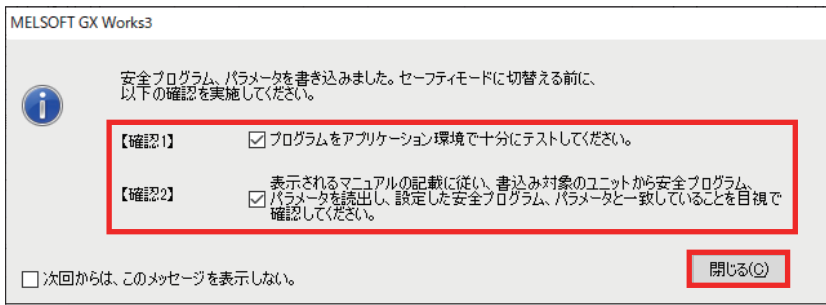 MELSOFT GX Works3
安全プログラム、パラメータを書き込みました。セーフティモードに切替える前に、
以下の確認を実施してください。
【確認1】 プログラムをアプリケーション環境で十分にテストしてください。
表示されるマニュアルの記載に従い、書込み対象のユニットから安全プログラム、
【確認2】 パラメータを読出し、設定した安全プログラム、パラメータと一致していることを目視で
確認してください。
次回からは、このメッセージを表示しない。
閉じる(C)